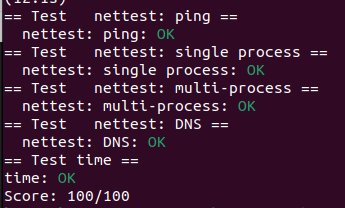 (12.1s)
== Test   nettest: ping ==
  nettest: ping: OK
== Test   nettest: single process ==
  nettest: single process: OK
== Test   nettest: multi-process ==
  nettest: multi-process: OK
== Test   nettest: DNS ==
  nettest: DNS: OK
== Test time ==
time: OK
Score: 100/100